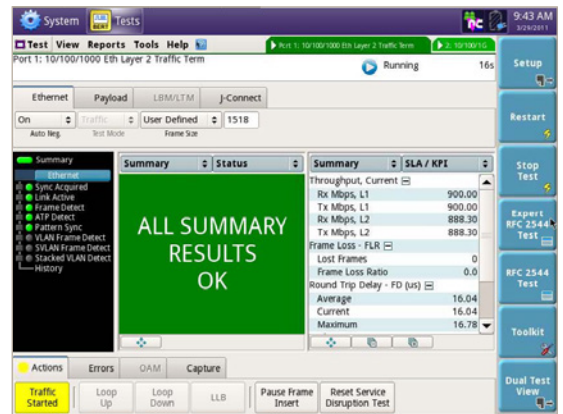 System Tests 9:43 AM
3/29/2011
Test View Reports Tools Help
Port 1: 10/100/1000 Eth Layer 2 Traffic Term
2: 10/100/1G
Port 1: 10/100/1000 Eth Layer 2 Traffic Term
Running 16s
Ethernet Payload LBM/LTM J-Connect
On Traffic User Defined 1518
Auto Neg. Test Mode Frame Size
Summary
Ethernet
Sync Acquired
Link Active
Frame Detect
ATP Detect
Pattern Sync
VLAN Frame Detect
SVLAN Frame Detect
Stacked VLAN Detect
History
Summary Status
ALL SUMMARY
RESULTS
OK
Summary SLA / KPI
Throughput, Current
Rx Mbps, L1 900.00
Tx Mbps, L1 900.00
Rx Mbps, L2 888.30
Tx Mbps, L2 888.30
Frame Loss - FLR
Lost Frames 0
Frame Loss Ratio 0.0
Round Trip Delay - FD (us)
Average 16.04
Current 16.04
Maximum 16.78
Actions Errors OAM Capture
Traffic
Started
Loop
Up
Loop
Down
LLB
Pause Frame
Insert
Reset Service
Disruption Test
Setup
Restart
Stop
Test
Expert
RFC 2544
Test
RFC 2544
Test
Toolkit
Dual Test
View